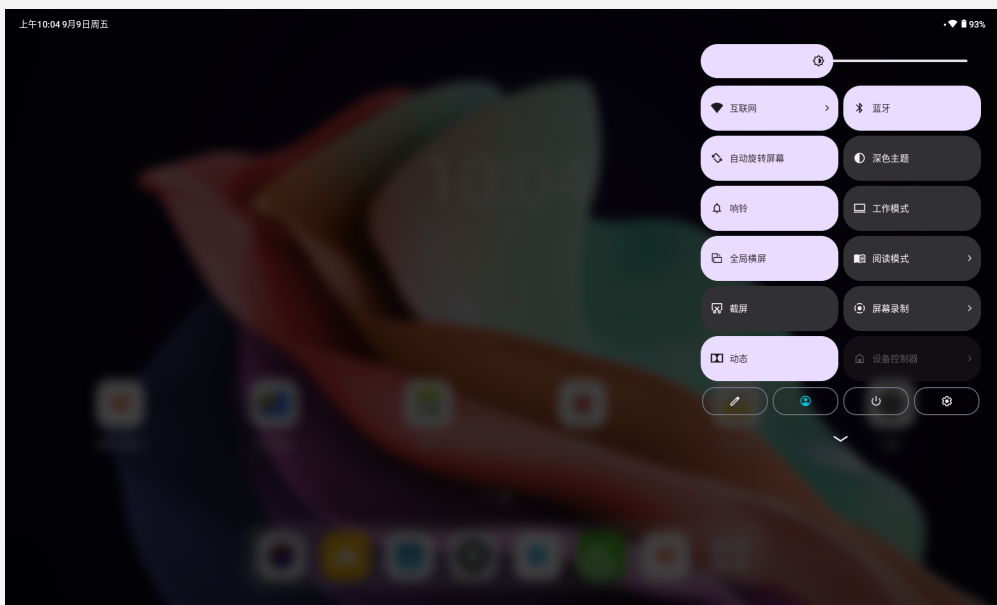 上午10:04 9月9日周五
93%
互联网
蓝牙
自动旋转屏幕
深色主题
响铃
工作模式
全局横屏
阅读模式
截屏
屏幕录制
动态
设备控制器
10:04